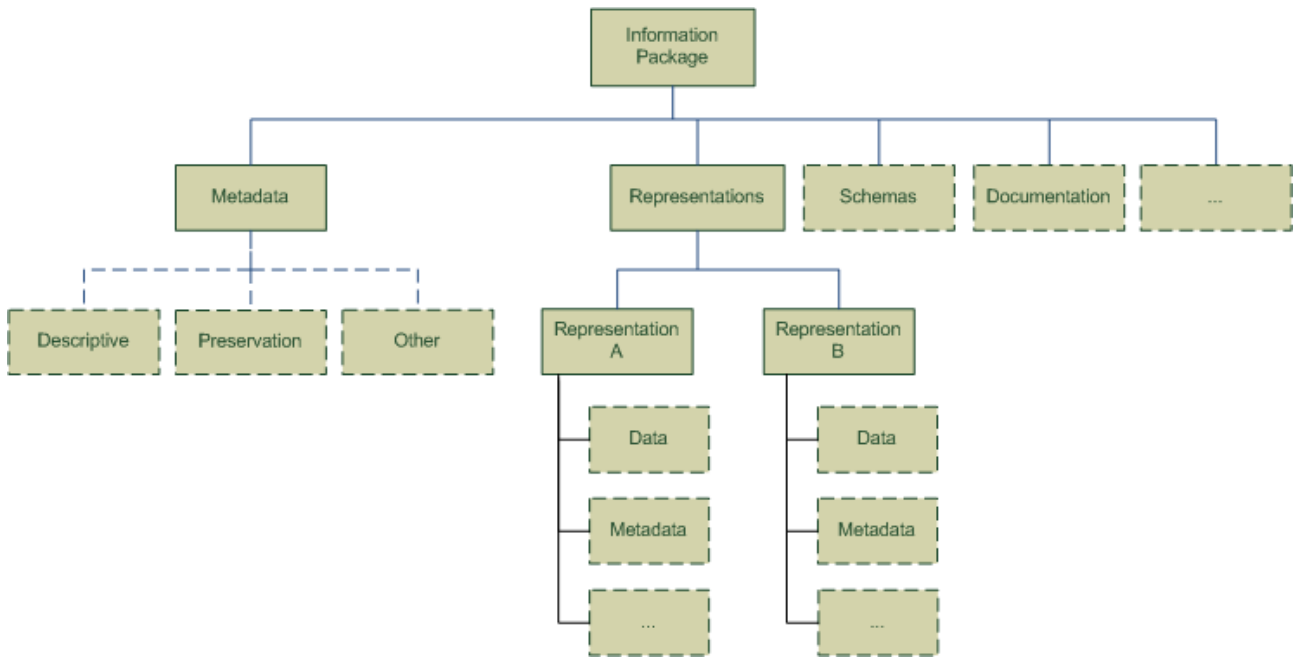 Information
Package
Metadata
Representations
Schemas
Documentation
...
Descriptive
Preservation
Other
Representation
A
Representation
B
Data
Data
Metadata
Metadata
...
...